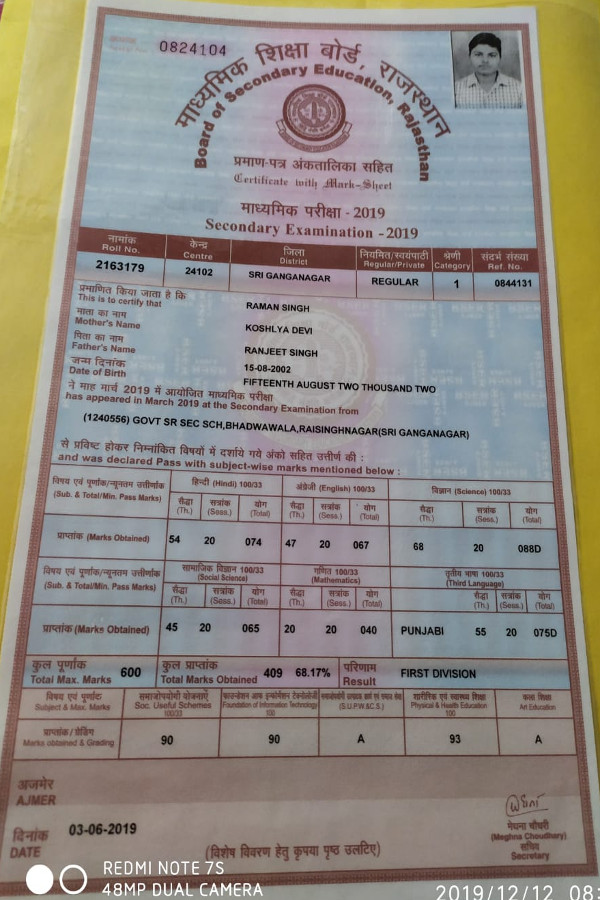 0824104
माध्यमिक शिक्षा बोर्ड, राजस्थान
Board of Secondary Education, Rajasthan
प्रमाण-पत्र अंकतालिका सहित
Certificate with Mark-Sheet
माध्यमिक परीक्षा - 2019
Secondary Examination -2019
नामांक केन्द्र जिला नियमित/स्वयंपाठी श्रेणी संदर्भ संख्या
Roll No. Centre District Regular/Private Category Ref. No.
2163179 24102 SRI GANGANAGAR REGULAR 1 0844131
प्रमाणित किया जाता है कि
This is to certify that RAMAN SINGH
माता का नाम
Mother's Name KOSHLYA DEVI
पिता का नाम
Father's Name RANJEET SINGH
जन्म दिनांक 15-08-2002
Date of Birth FIFTEENTH AUGUST TWO THOUSAND TWO
ने माह मार्च 2019 में आयोजित माध्यमिक परीक्षा
has appeared in March 2019 at the Secondary Examination from
(1240556) GOVT SR SEC SCH,BHADWAWALA,RAISINGHNAGAR(SRI GANGANAGAR)
से प्रविष्ट होकर निम्नांकित विषयों में दर्शाये गये अंको सहित उत्तीर्ण की :
and was declared Pass with subject-wise marks mentioned below :
विषय एवं पूर्णांक/न्यूनतम उत्तीर्णांक हिन्दी (Hindi) 100/33 अंग्रेजी (English) 100/33 विज्ञान (Science) 100/33
(Sub. & Total/Min. Pass Marks) सैद्धा सत्रांक योग सैद्धा सत्रांक योग सैद्धा सत्रांक योग
(Th.) (Sess.) (Total) (Th.) (Sess.) (Total) (Th.) (Sess.) (Total)
प्राप्तांक (Marks Obtained) 54 20 074 47 20 067 68 20 088D
विषय एवं पूर्णांक/न्यूनतम उत्तीर्णांक सामाजिक विज्ञान 100/33 गणित 100/33 तृतीय भाषा 100/33
(Sub. & Total/Min. Pass Marks) (Social Science) (Mathematics) (Third Language)
सैद्धा सत्रांक योग सैद्धा सत्रांक योग सैद्धा सत्रांक योग
(Th.) (Sess.) (Total) (Th.) (Sess.) (Total) (Th.) (Sess.) (Total)
प्राप्तांक (Marks Obtained) 45 20 065 20 20 040 PUNJABI 55 20 075D
कुल पूर्णांक कुल प्राप्तांक परिणाम
Total Max. Marks 600 Total Marks Obtained 409 68.17% Result FIRST DIVISION
विषय एवं पूर्णांक समाजोपयोगी योजनाएँ फाउन्डेशन आफ इन्फोर्मेशन टेक्नोलोजी शारीरिक एवं स्वास्थ्य शिक्षा कला शिक्षा
Subject & Max. Marks Soc. Useful Schemes Foundation of Information Technology (S.U.P.W.&C.S.) Physical & Health Education Art Education
100/33 100 100
प्राप्तांक / ग्रेडिंग
Marks obtained & Grading 90 90 A 93 A
अजमेर
AJMER
दिनांक 03-06-2019
DATE
मेघना चौधरी
(Meghna Choudhary)
सचिव
Secretary
(विशेष विवरण हेतु कृपया पृष्ठ उलटिए)
REDMI NOTE 7S
48MP DUAL CAMERA
2019/12/12